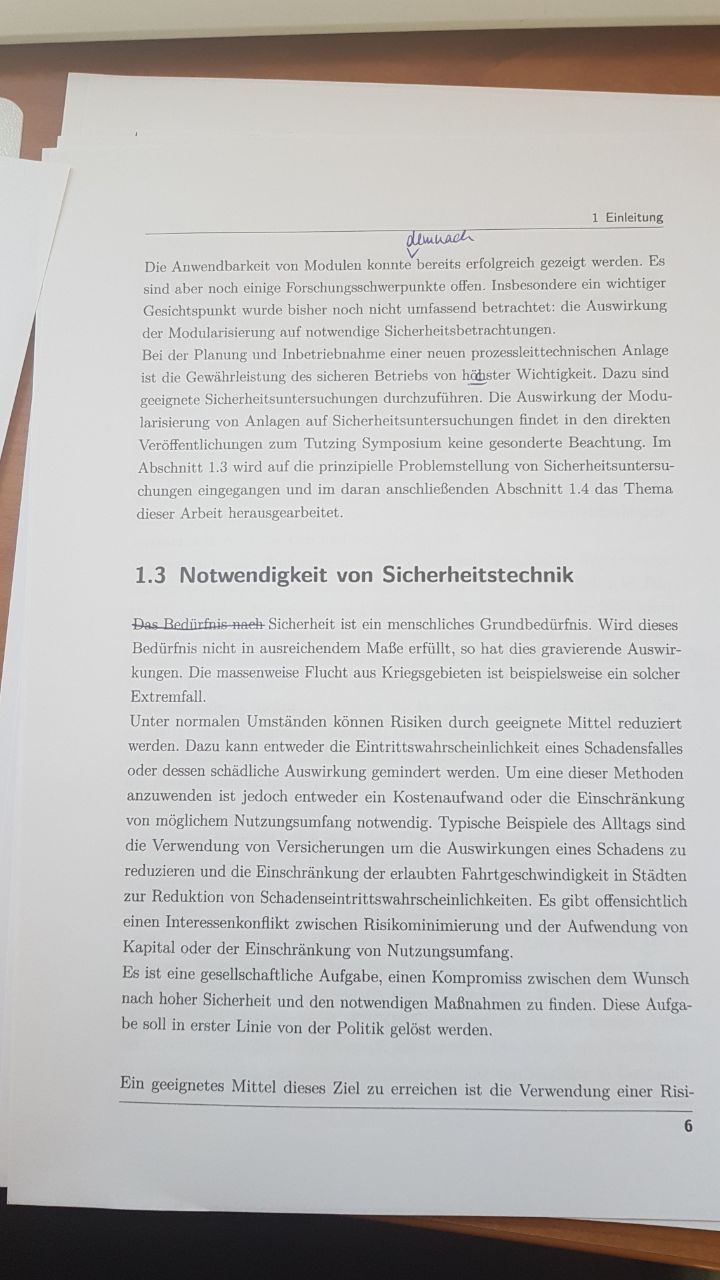 1 Einleitung
demnach
Die Anwendbarkeit von Modulen konnte bereits erfolgreich gezeigt werden. Es
sind aber noch einige Forschungsschwerpunkte offen. Insbesondere ein wichtiger
Gesichtspunkt wurde bisher noch nicht umfassend betrachtet: die Auswirkung
der Modularisierung auf notwendige Sicherheitsbetrachtungen.
Bei der Planung und Inbetriebnahme einer neuen prozessleittechnischen Anlage
ist die Gewährleistung des sicheren Betriebs von höchster Wichtigkeit. Dazu sind
geeignete Sicherheitsuntersuchungen durchzuführen. Die Auswirkung der Modu-
larisierung von Anlagen auf Sicherheitsuntersuchungen findet in den direkten
Veröffentlichungen zum Tutzing Symposium keine gesonderte Beachtung. Im
Abschnitt 1.3 wird auf die prinzipielle Problemstellung von Sicherheitsuntersu-
chungen eingegangen und im daran anschließenden Abschnitt 1.4 das Thema
dieser Arbeit herausgearbeitet.
1.3 Notwendigkeit von Sicherheitstechnik
Das Bedürfnis nach Sicherheit ist ein menschliches Grundbedürfnis. Wird dieses
Bedürfnis nicht in ausreichendem Maße erfüllt, so hat dies gravierende Auswir-
kungen. Die massenweise Flucht aus Kriegsgebieten ist beispielsweise ein solcher
Extremfall.
Unter normalen Umständen können Risiken durch geeignete Mittel reduziert
werden. Dazu kann entweder die Eintrittswahrscheinlichkeit eines Schadensfalles
oder dessen schädliche Auswirkung gemindert werden. Um eine dieser Methoden
anzuwenden ist jedoch entweder ein Kostenaufwand oder die Einschränkung
von möglichem Nutzungsumfang notwendig. Typische Beispiele des Alltags sind
die Verwendung von Versicherungen um die Auswirkungen eines Schadens zu
reduzieren und die Einschränkung der erlaubten Fahrtgeschwindigkeit in Städten
zur Reduktion von Schadenseintrittswahrscheinlichkeiten. Es gibt offensichtlich
einen Interessenkonflikt zwischen Risikominimierung und der Aufwendung von
Kapital oder der Einschränkung von Nutzungsumfang.
Es ist eine gesellschaftliche Aufgabe, einen Kompromiss zwischen dem Wunsch
nach hoher Sicherheit und den notwendigen Maßnahmen zu finden. Diese Aufga-
be soll in erster Linie von der Politik gelöst werden.
Ein geeignetes Mittel dieses Ziel zu erreichen ist die Verwendung einer Risi-
6